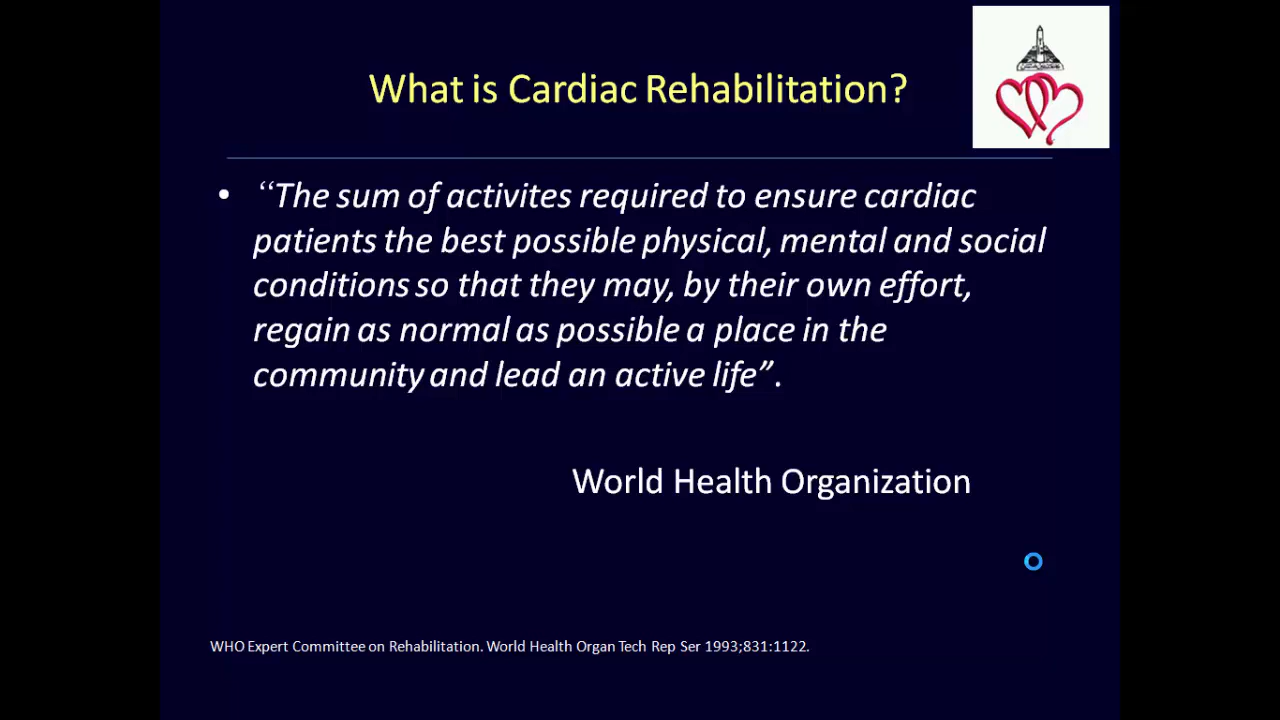 What is Cardiac Rehabilitation?
• “The sum of activites required to ensure cardiac
patients the best possible physical, mental and social
conditions so that they may, by their own effort,
regain as normal as possible a place in the
community and lead an active life”.
World Health Organization
WHO Expert Committee on Rehabilitation. World Health Organ Tech Rep Ser 1993;831:1122.